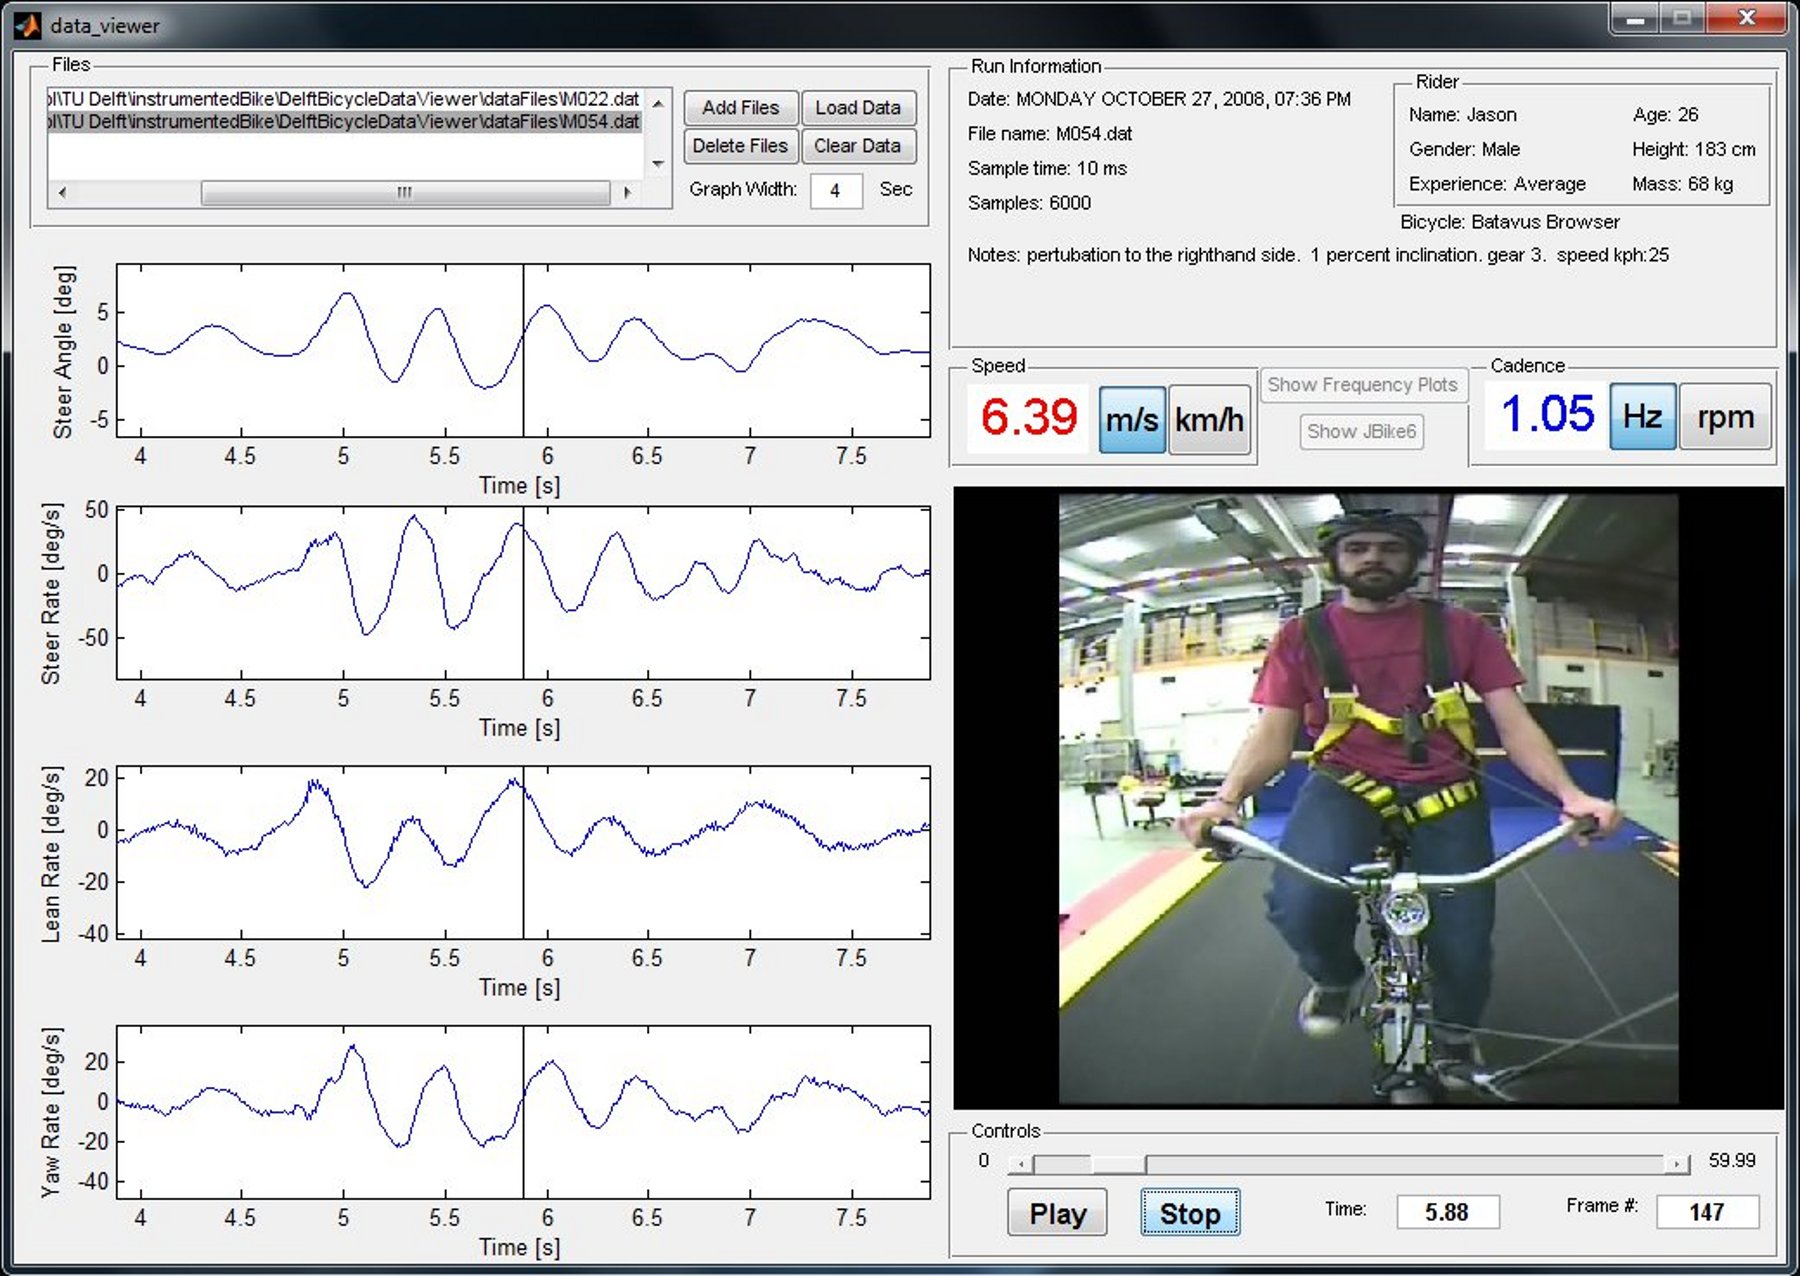 data_viewer
Files
ol\TU Delft\instrumentedBike\DelftBicycleDataViewer\dataFiles\M022.dat
ol\TU Delft\instrumentedBike\DelftBicycleDataViewer\dataFiles\M054.dat
Add Files
Load Data
Delete Files
Clear Data
Graph Width: 4 Sec
Run Information
Date: MONDAY OCTOBER 27, 2008, 07:36 PM
File name: M054.dat
Sample time: 10 ms
Samples: 6000
Rider
Name: Jason
Age: 26
Gender: Male
Height: 183 cm
Experience: Average
Mass: 68 kg
Bicycle: Batavus Browser
Notes: pertubation to the righthand side. 1 percent inclination. gear 3. speed kph:25
Steer Angle [deg]
5
0
-5
4 4.5 5 5.5 6 6.5 7 7.5
Time [s]
Steer Rate [deg/s]
50
0
-50
4 4.5 5 5.5 6 6.5 7 7.5
Time [s]
Lean Rate [deg/s]
20
0
-20
-40
4 4.5 5 5.5 6 6.5 7 7.5
Time [s]
Yaw Rate [deg/s]
20
0
-20
-40
4 4.5 5 5.5 6 6.5 7 7.5
Time [s]
Speed
6.39
m/s
km/h
Show Frequency Plots
Show JBike6
Cadence
1.05
Hz
rpm
Controls
0
59.99
Play
Stop
Time: 5.88
Frame #: 147